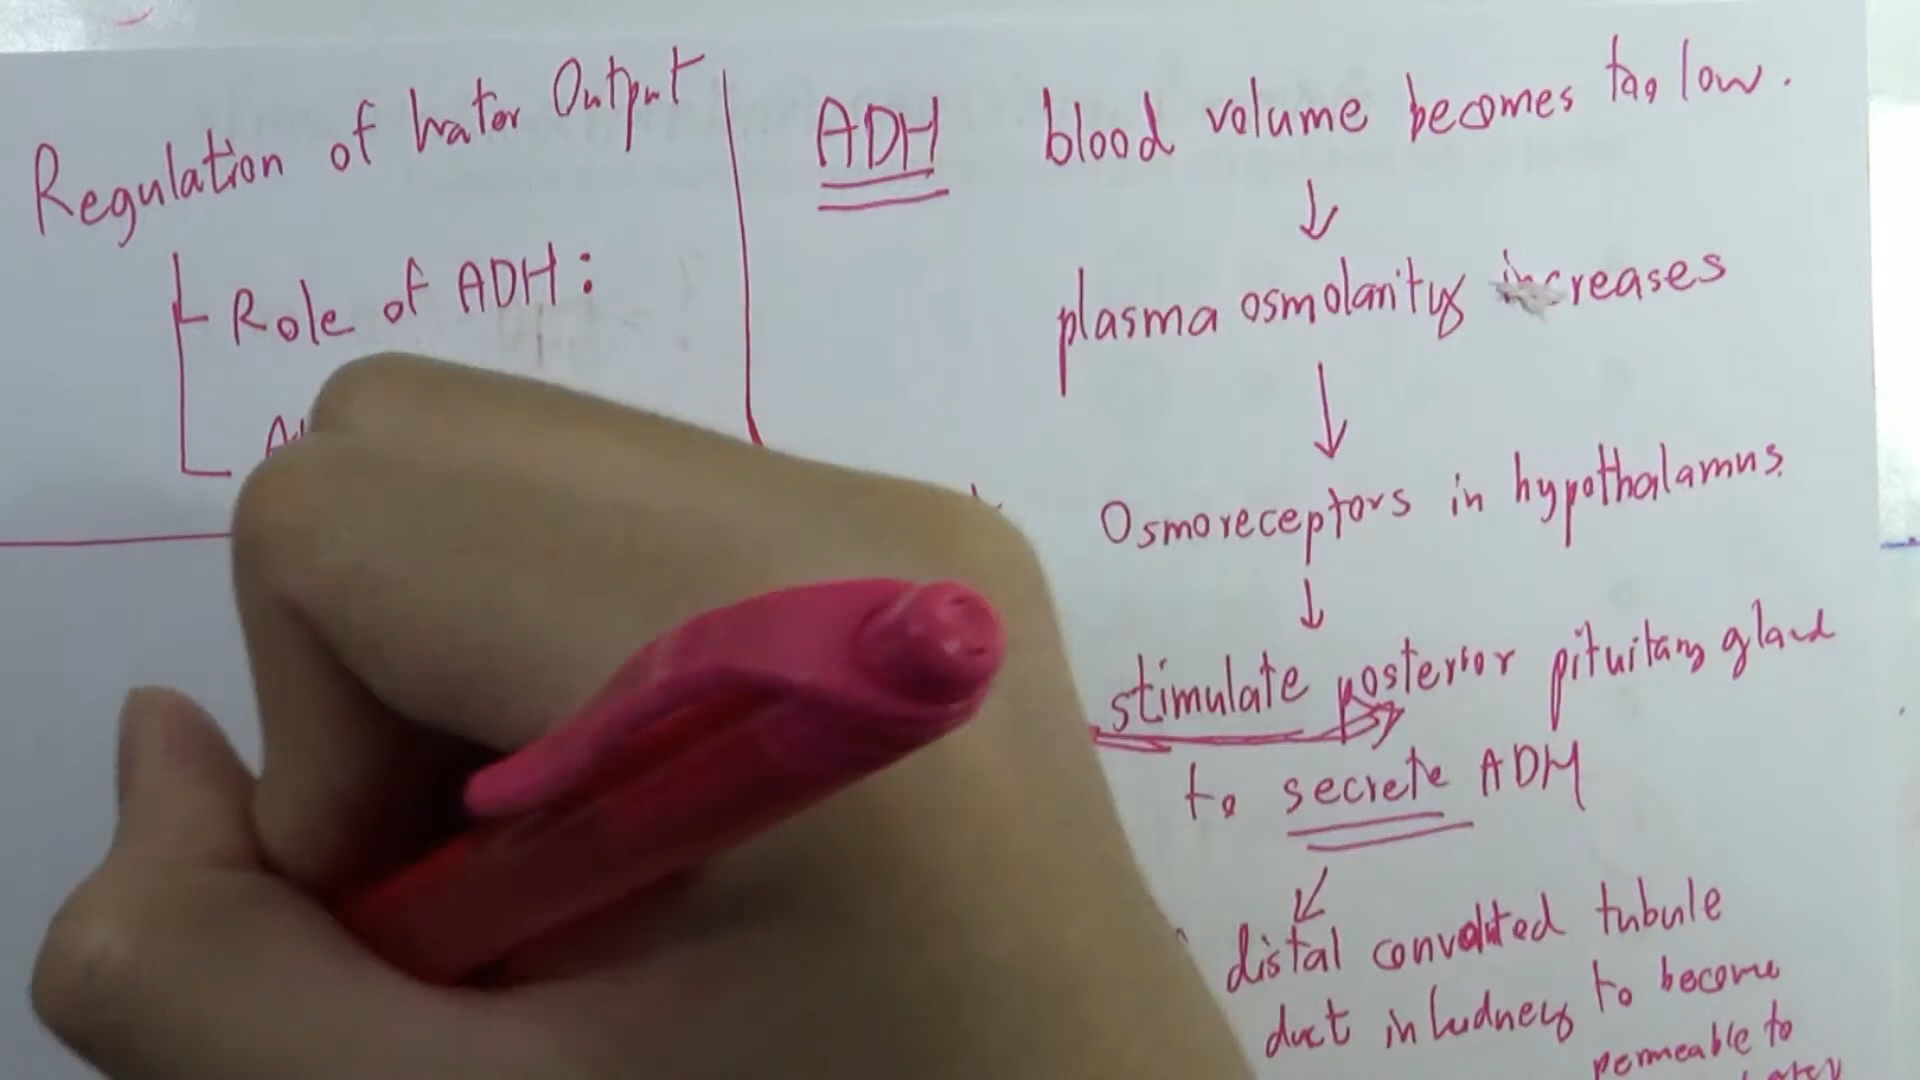 Regulation of Water Output
Role of ADH:
ADH
blood volume becomes too low.
↓
plasma osmolarity increases
↓
Osmoreceptors in hypothalamus
↓
stimulate posterior pituitary gland
to secrete ADH
↓
distal convoluted tubule
duct in kidneys to become
permeable to